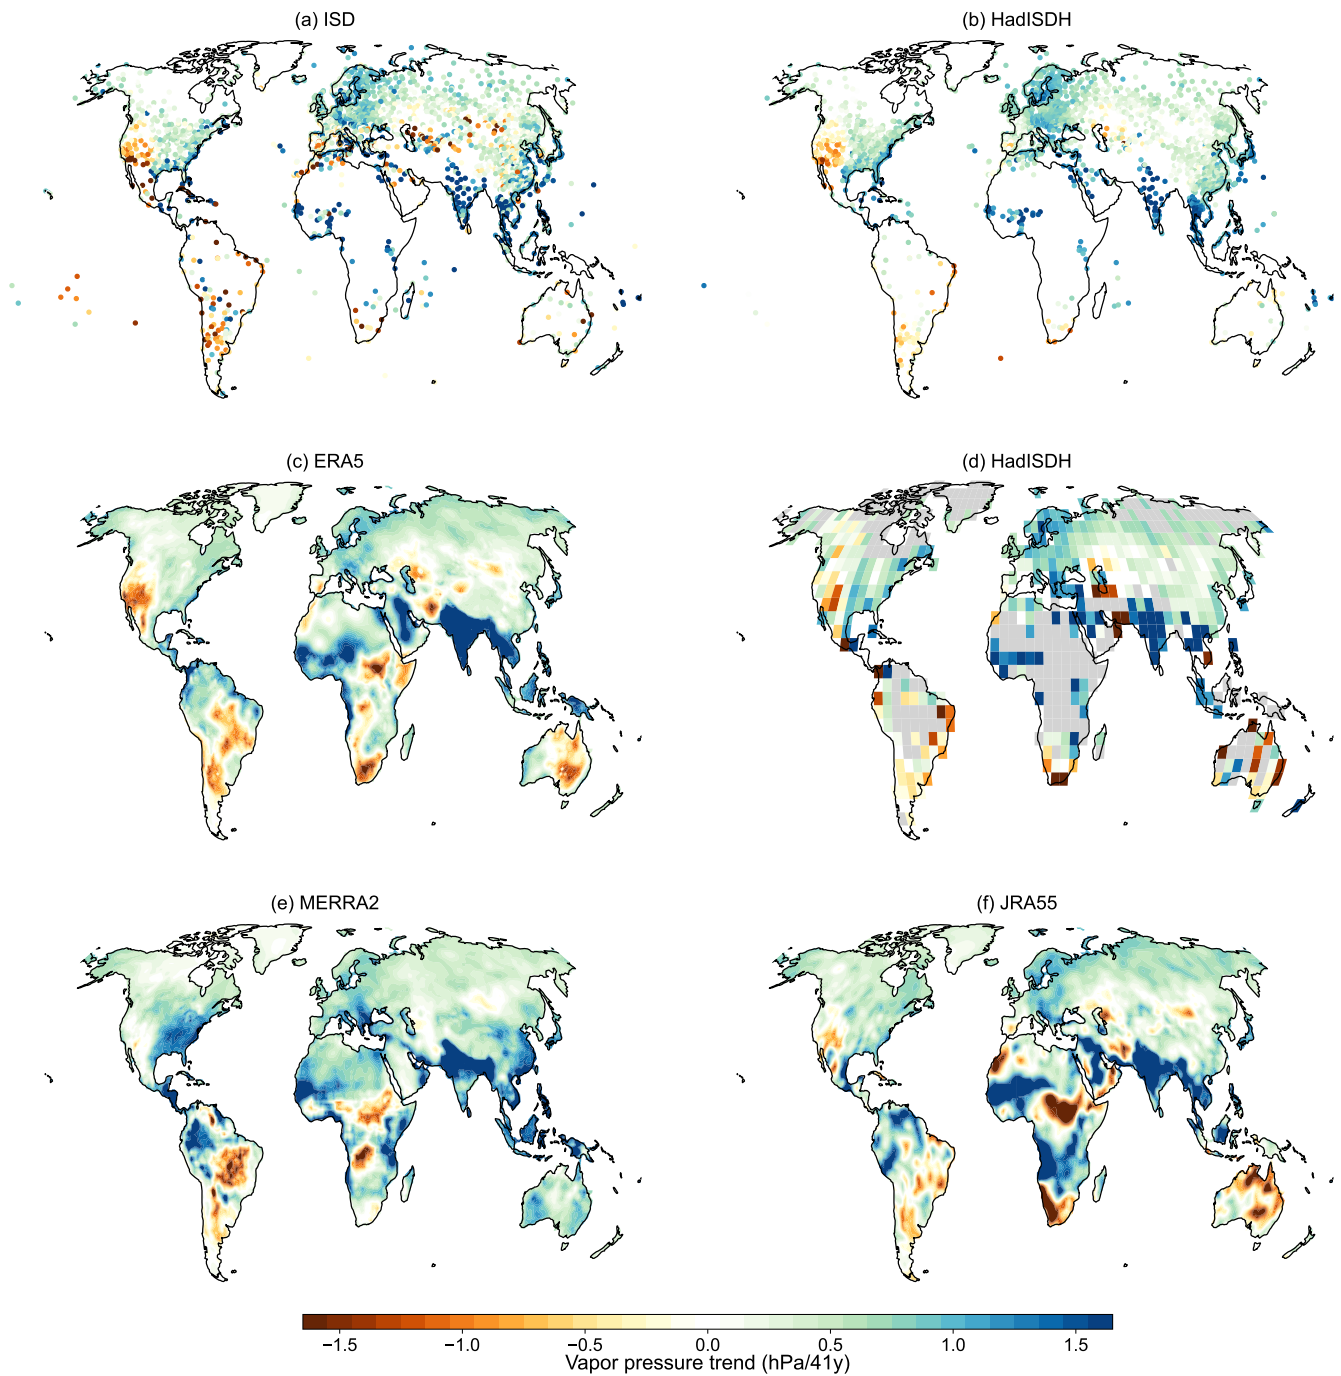 (a) ISD
(b) HadISDH
(c) ERA5
(d) HadISDH
(e) MERRA2
(f) JRA55
−1.5 −1.0 −0.5 0.0 0.5 1.0 1.5
Vapor pressure trend (hPa/41y)